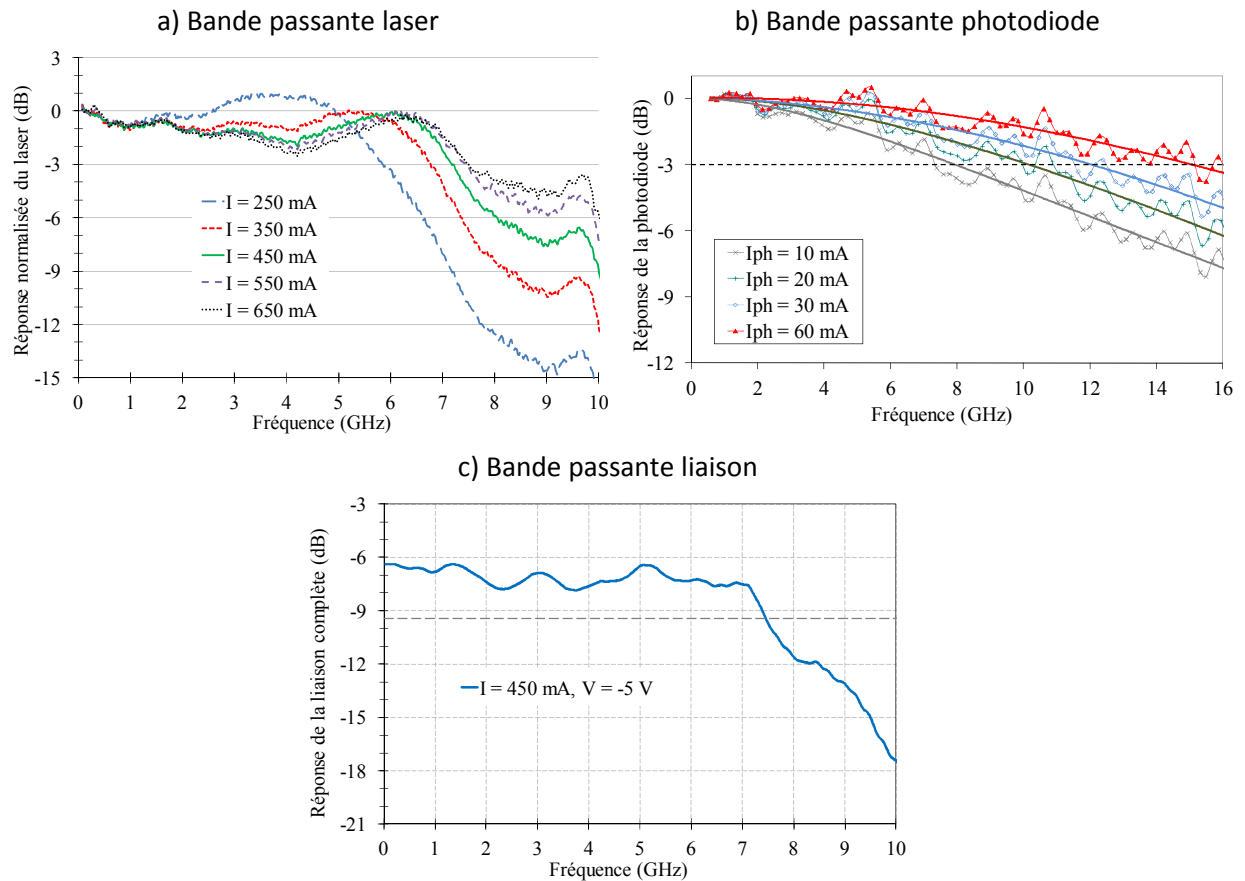 a) Bande passante laser
Réponse normalisée du laser (dB)
3
0
-3
-6
-9
-12
-15
I = 250 mA
I = 350 mA
I = 450 mA
I = 550 mA
I = 650 mA
0 1 2 3 4 5 6 7 8 9 10
Fréquence (GHz)
b) Bande passante photodiode
Réponse de la photodiode (dB)
0
-3
-6
-9
-12
Iph = 10 mA
Iph = 20 mA
Iph = 30 mA
Iph = 60 mA
0 2 4 6 8 10 12 14 16
Fréquence (GHz)
c) Bande passante liaison
Réponse de la liaison complète (dB)
-3
-6
-9
-12
-15
-18
-21
I = 450 mA, V = -5 V
0 1 2 3 4 5 6 7 8 9 10
Fréquence (GHz)